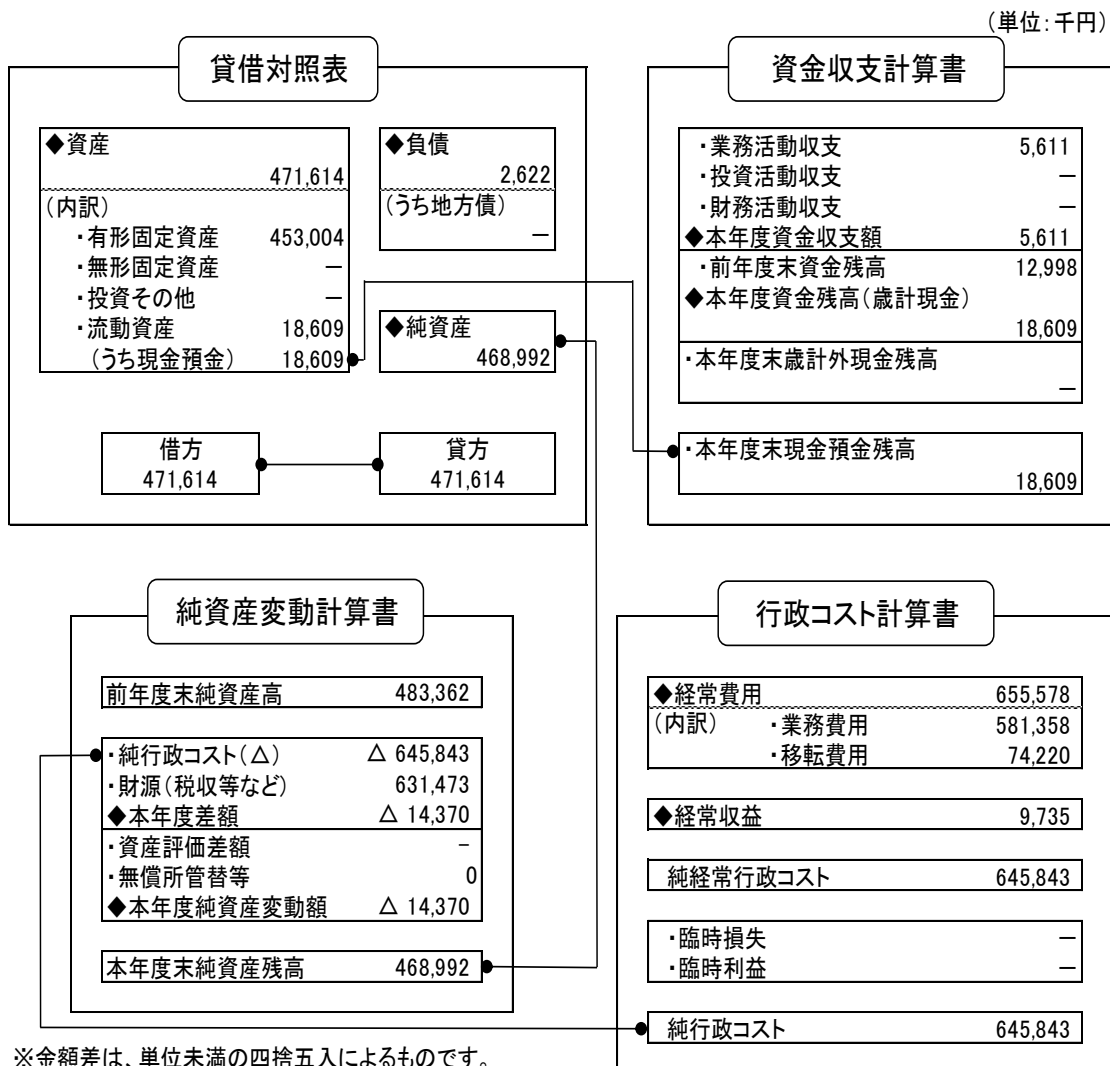 (単位:千円)
貸借対照表
◆資産
471,614
(内訳)
・有形固定資産 453,004
・無形固定資産 －
・投資その他 －
・流動資産 18,609
(うち現金預金) 18,609
◆負債
2,622
(うち地方債)
－
◆純資産
468,992
借方
471,614
貸方
471,614
資金収支計算書
・業務活動収支 5,611
・投資活動収支 －
・財務活動収支 －
◆本年度資金収支額 5,611
・前年度末資金残高 12,998
◆本年度資金残高(歳計現金)
18,609
・本年度末歳計外現金残高
－
・本年度末現金預金残高
18,609
純資産変動計算書
前年度末純資産高 483,362
・純行政コスト(△) △ 645,843
・財源(税収等など) 631,473
◆本年度差額 △ 14,370
・資産評価差額 -
・無償所管替等 0
◆本年度純資産変動額 △ 14,370
本年度末純資産残高 468,992
行政コスト計算書
◆経常費用 655,578
(内訳) ・業務費用 581,358
・移転費用 74,220
◆経常収益 9,735
純経常行政コスト 645,843
・臨時損失 －
・臨時利益 －
純行政コスト 645,843
※金額差は、単位未満の四捨五入によるものです。